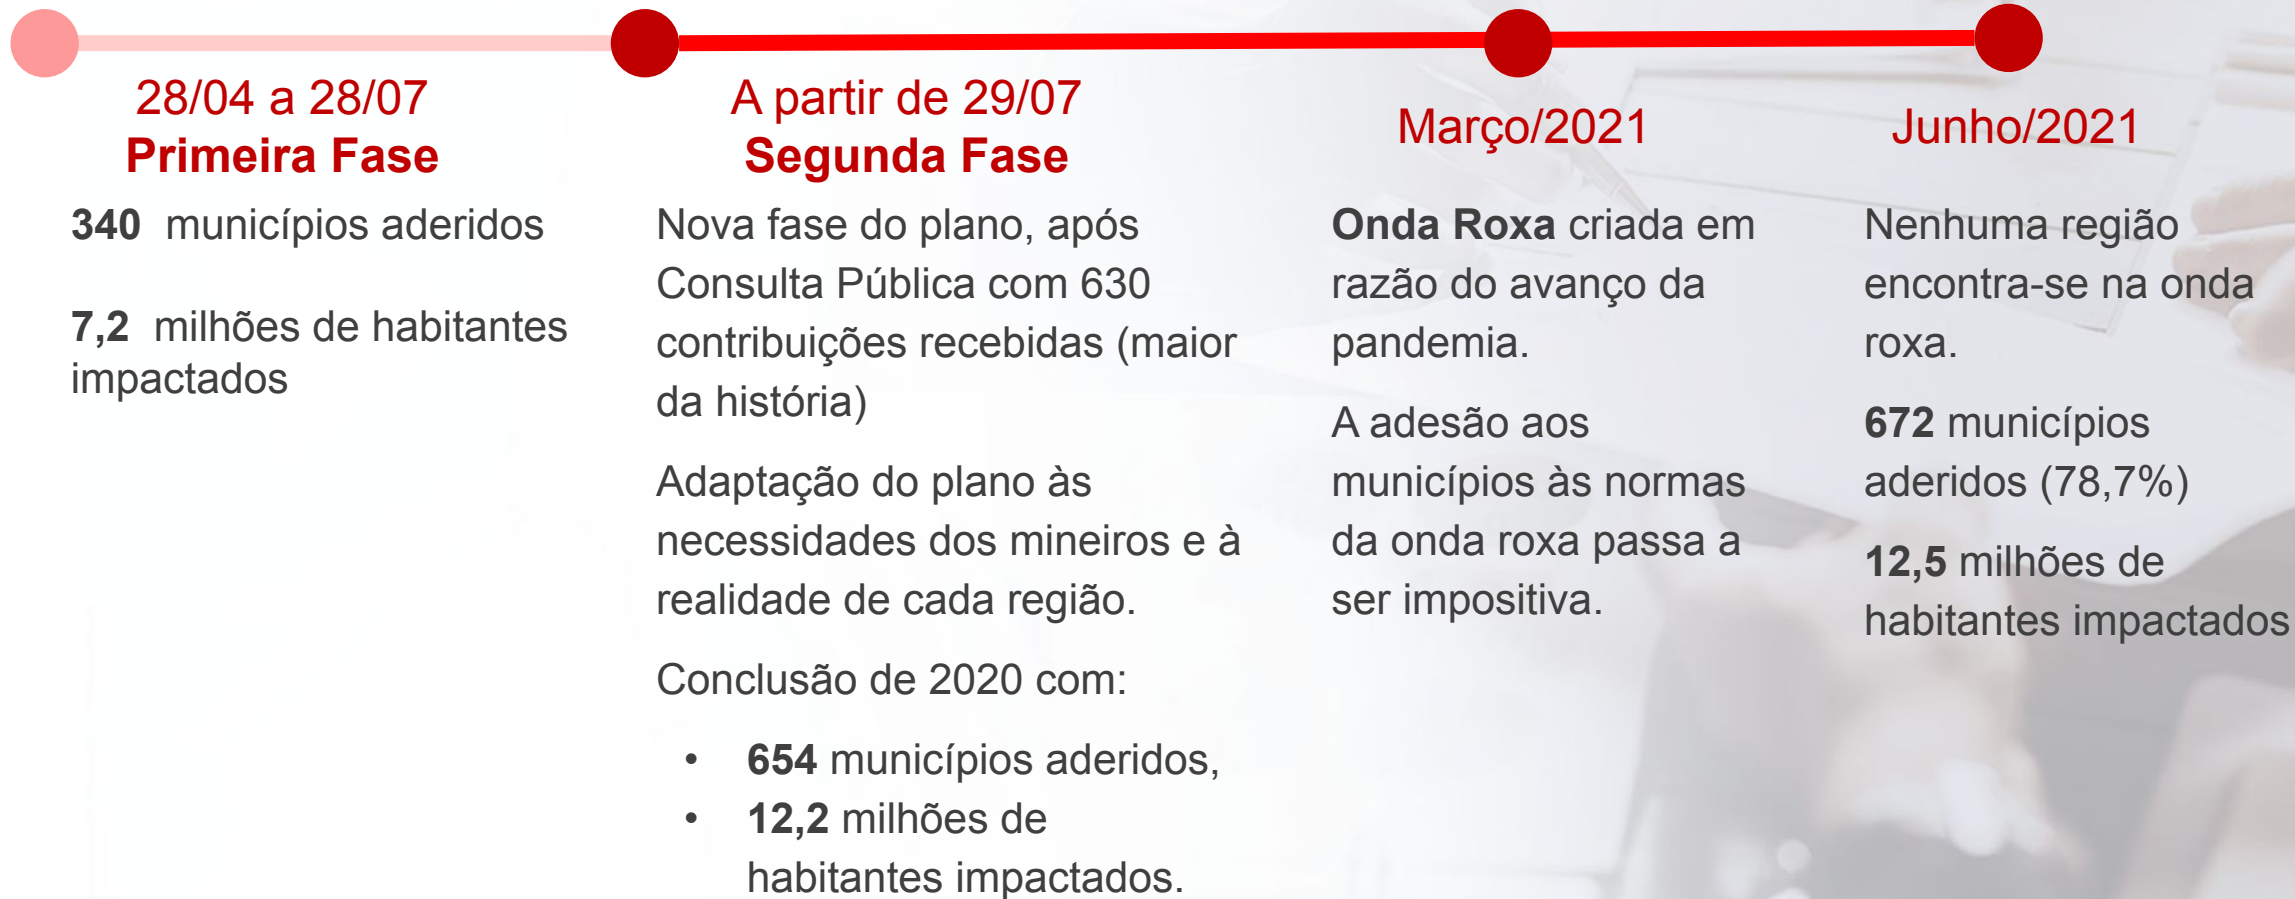 28/04 a 28/07
Primeira Fase
340 municípios aderidos
7,2 milhões de habitantes
impactados
A partir de 29/07
Segunda Fase
Nova fase do plano, após
Consulta Pública com 630
contribuições recebidas (maior
da história)
Adaptação do plano às
necessidades dos mineiros e à
realidade de cada região.
Conclusão de 2020 com:
• 654 municípios aderidos,
• 12,2 milhões de
habitantes impactados.
Março/2021
Onda Roxa criada em
razão do avanço da
pandemia.
A adesão aos
municípios às normas
da onda roxa passa a
ser impositiva.
Junho/2021
Nenhuma região
encontra-se na onda
roxa.
672 municípios
aderidos (78,7%)
12,5 milhões de
habitantes impactados